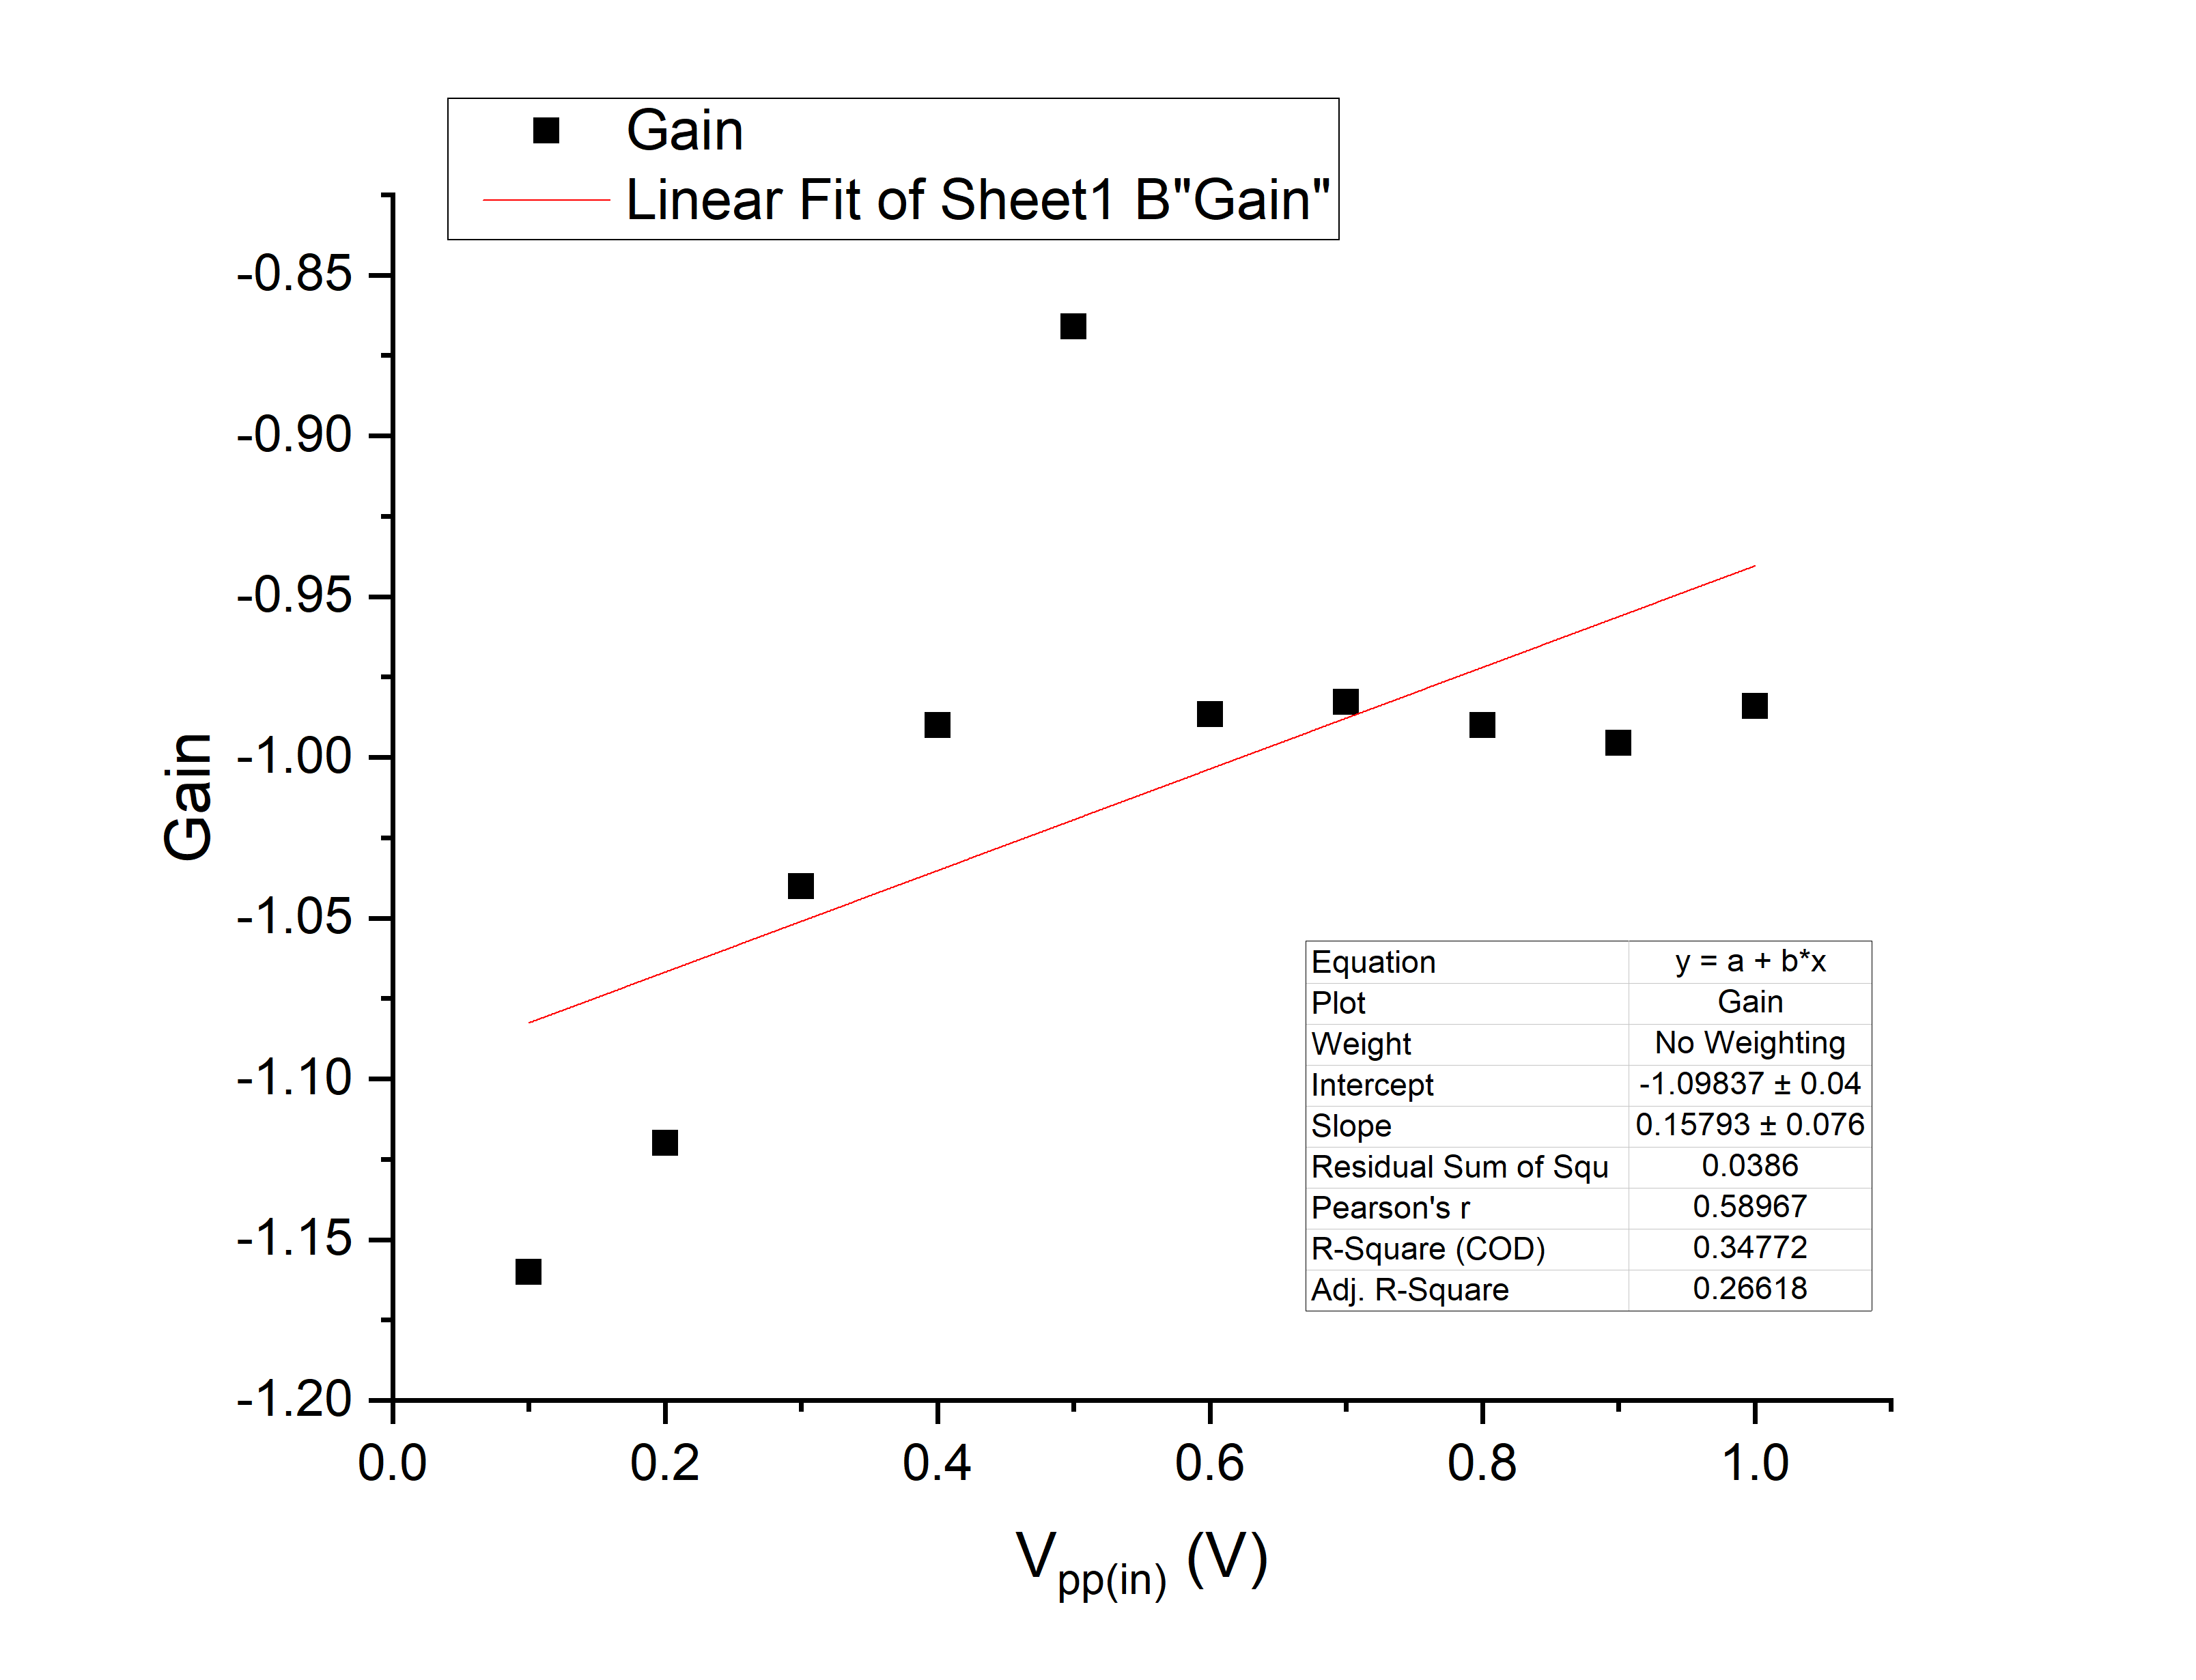 Gain
Linear Fit of Sheet1 B"Gain"
-0.85
-0.90
-0.95
-1.00
-1.05
-1.10
-1.15
-1.20
Gain
0.0 0.2 0.4 0.6 0.8 1.0
Vpp(in) (V)
Equation y = a + b*x
Plot Gain
Weight No Weighting
Intercept -1.09837 ± 0.04
Slope 0.15793 ± 0.076
Residual Sum of Squ 0.0386
Pearson's r 0.58967
R-Square (COD) 0.34772
Adj. R-Square 0.26618